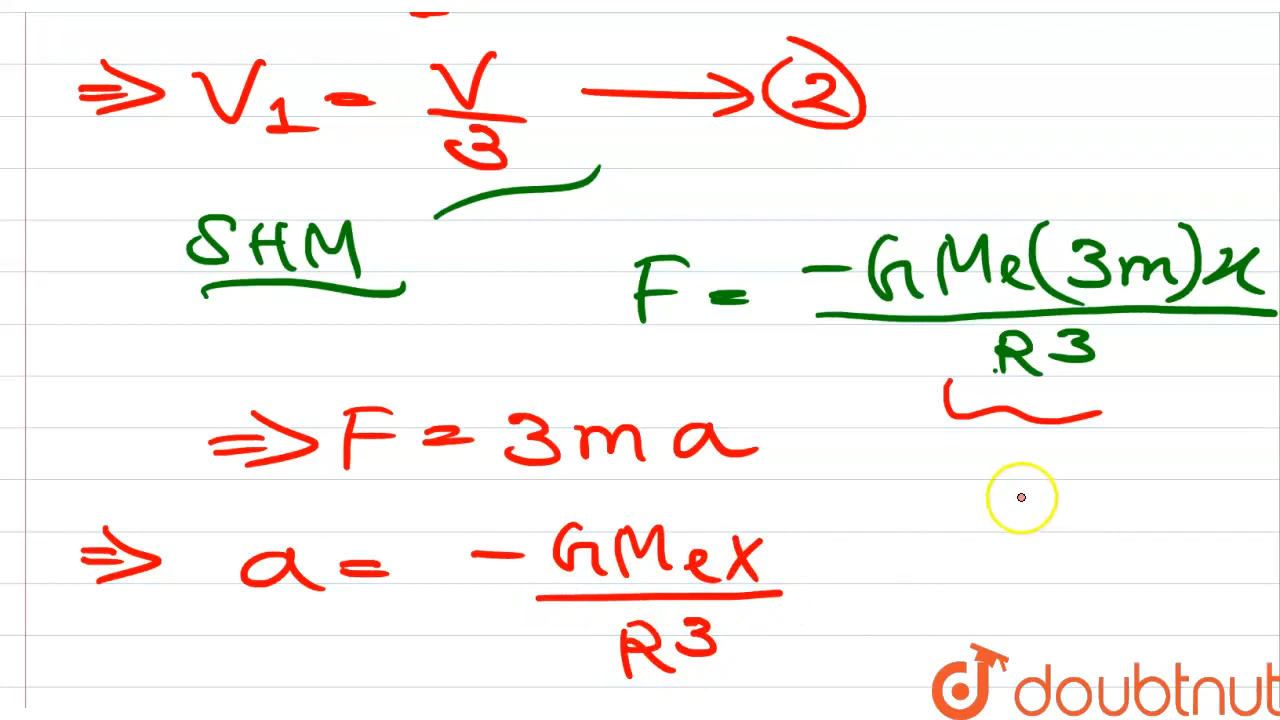 ⇒ V₁ = V/3 ⟶ ②
SHM
F = -GMe(3m)x / R³
⇒ F = 3ma
⇒ a = -GMex / R³
doubtnut